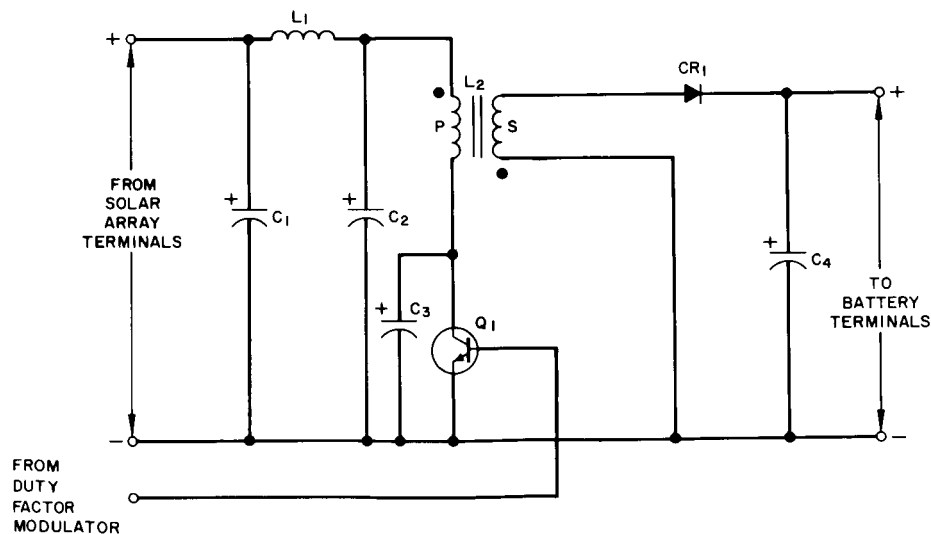 L1
CR1
+
L2
+
P
S
FROM
SOLAR
ARRAY
TERMINALS
+
C1
+
C2
+
C4
TO
BATTERY
TERMINALS
+
C3
Q1
–
–
FROM
DUTY
FACTOR
MODULATOR